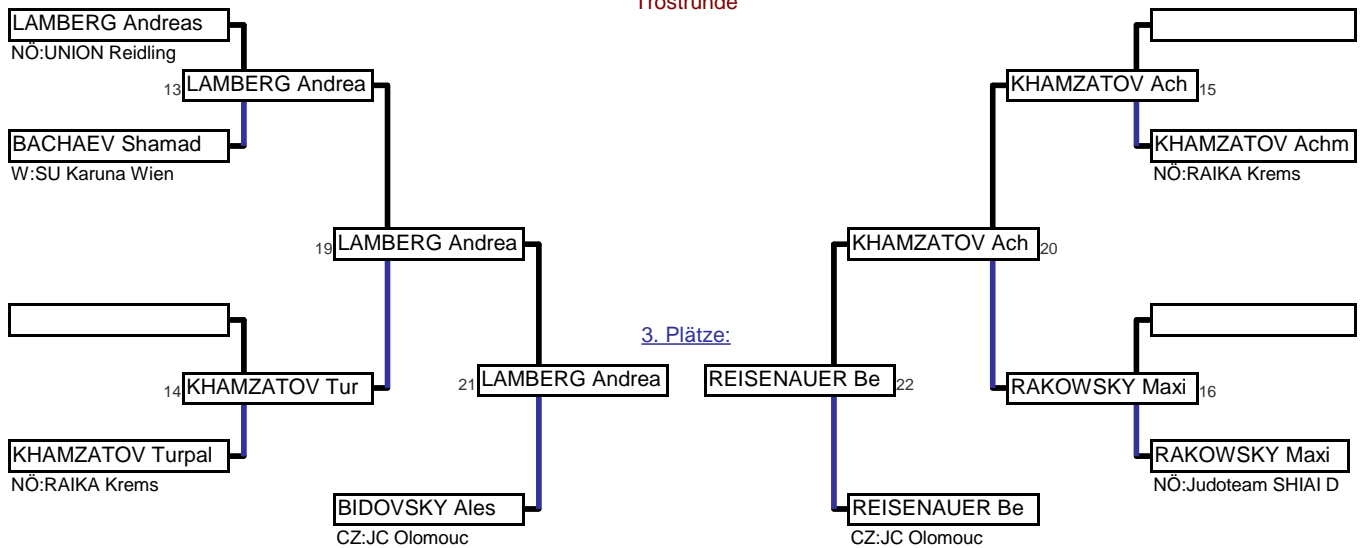 Trostrunde
LAMBERG Andreas
NÖ:UNION Reidling
13 LAMBERG Andrea
BACHAEV Shamad
W:SU Karuna Wien
19 LAMBERG Andrea
14 KHAMZATOV Tur
KHAMZATOV Turpal
NÖ:RAIKA Krems
21 LAMBERG Andrea
BIDOVSKY Ales
CZ:JC Olomouc
3. Plätze:
KHAMZATOV Ach 15
KHAMZATOV Achm
NÖ:RAIKA Krems
KHAMZATOV Ach 20
REISENAUER Be 22
RAKOWSKY Maxi 16
RAKOWSKY Maxi
NÖ:Judoteam SHIAI D
REISENAUER Be
CZ:JC Olomouc